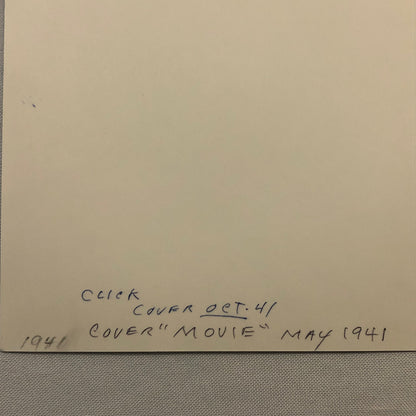 CLICK
COVER OCT. 41
1941 COVER "MOVIE" MAY 1941